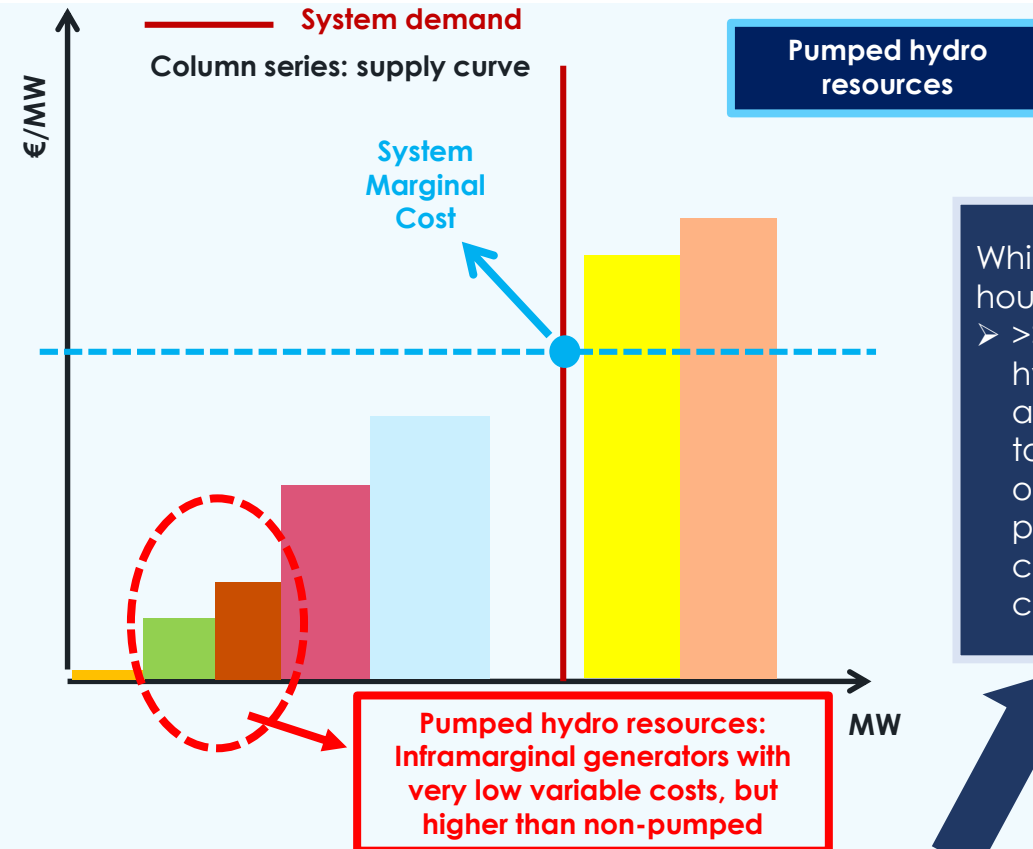 System demand
Column series: supply curve
€/MW
System
Marginal
Cost
Pumped hydro
resources
MW
Pumped hydro resources:
Inframarginal generators with
very low variable costs, but
higher than non-pumped